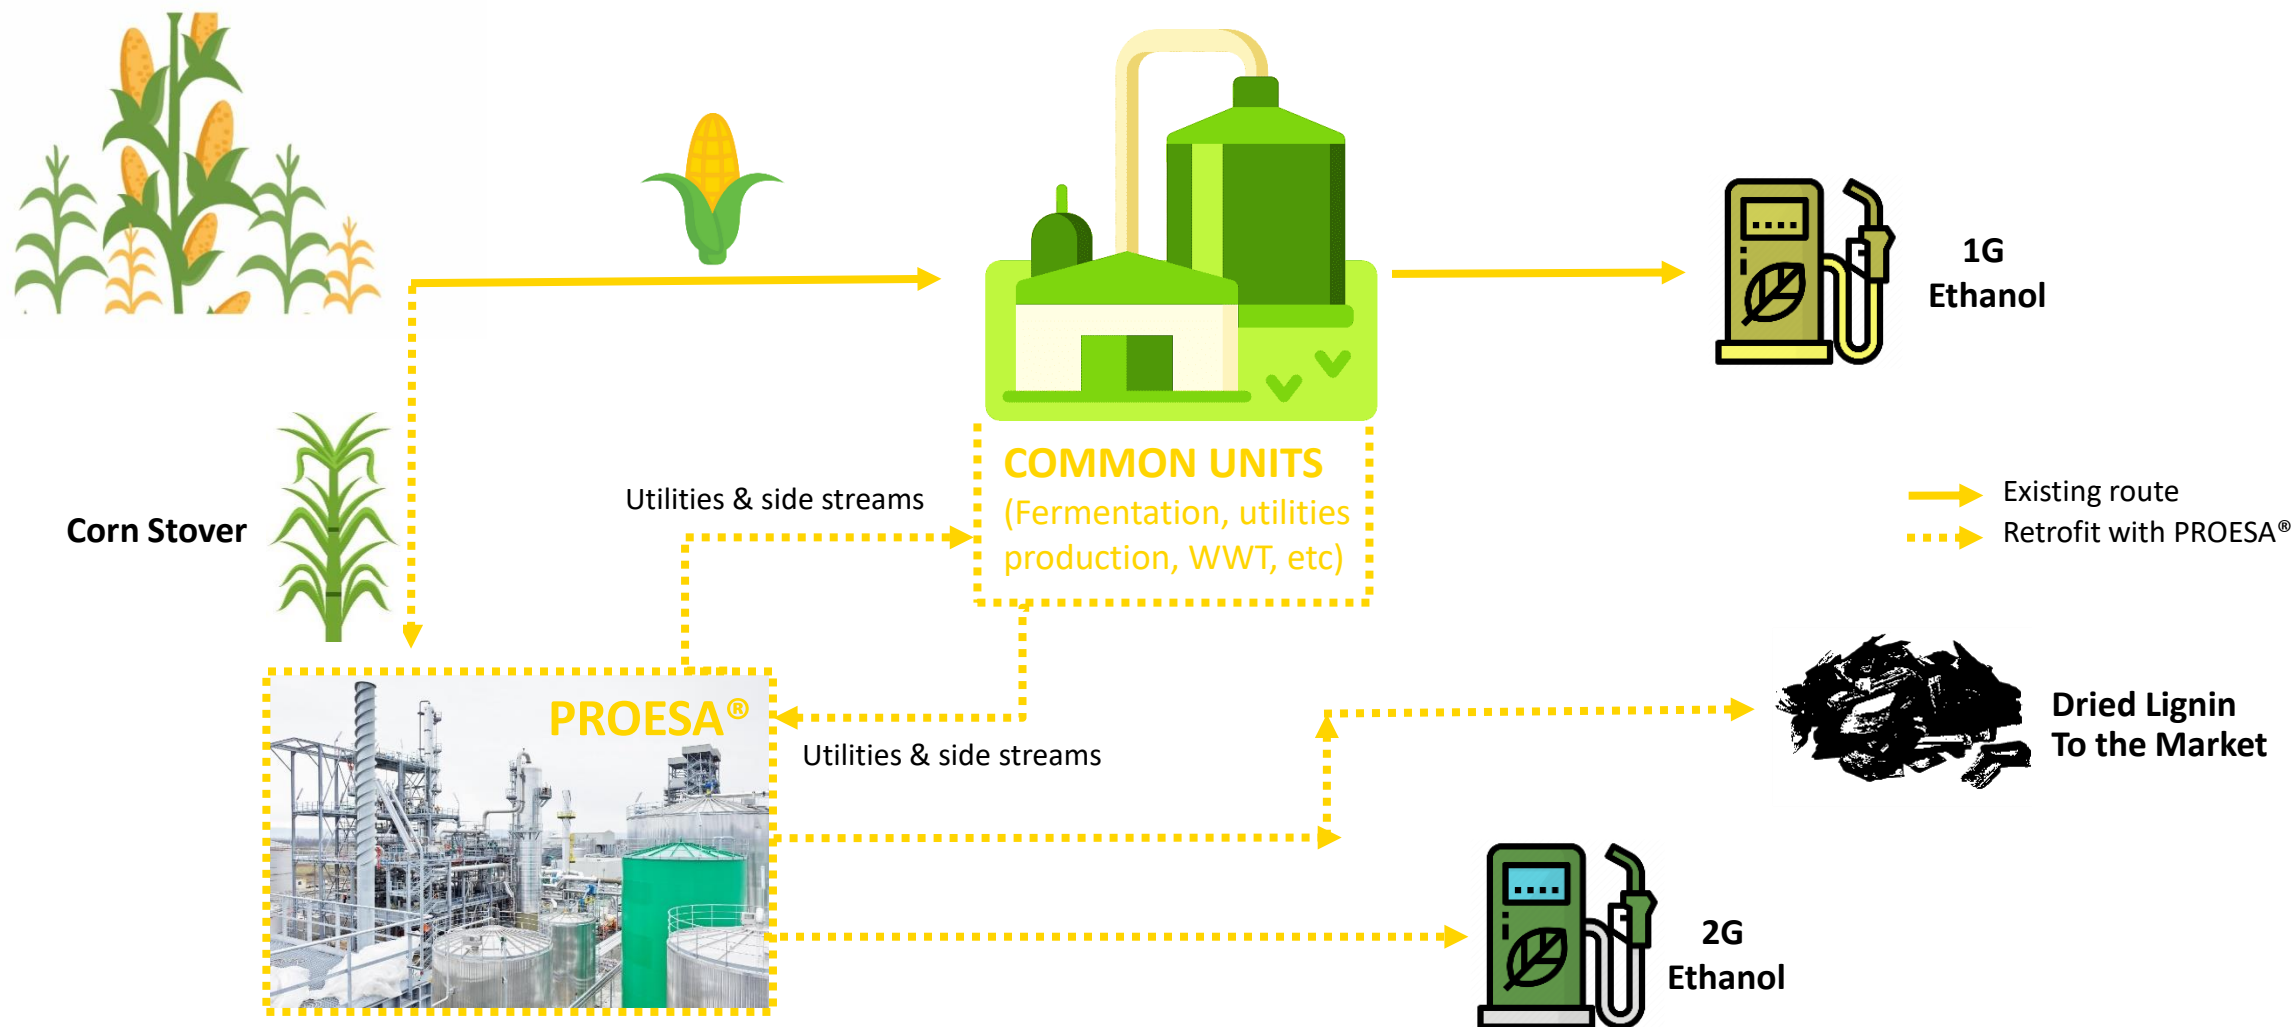 1G
Ethanol
COMMON UNITS
(Fermentation, utilities
production, WWT, etc)
Utilities & side streams
Existing route
Retrofit with PROESA®
Corn Stover
PROESA®
Utilities & side streams
Dried Lignin
To the Market
2G
Ethanol